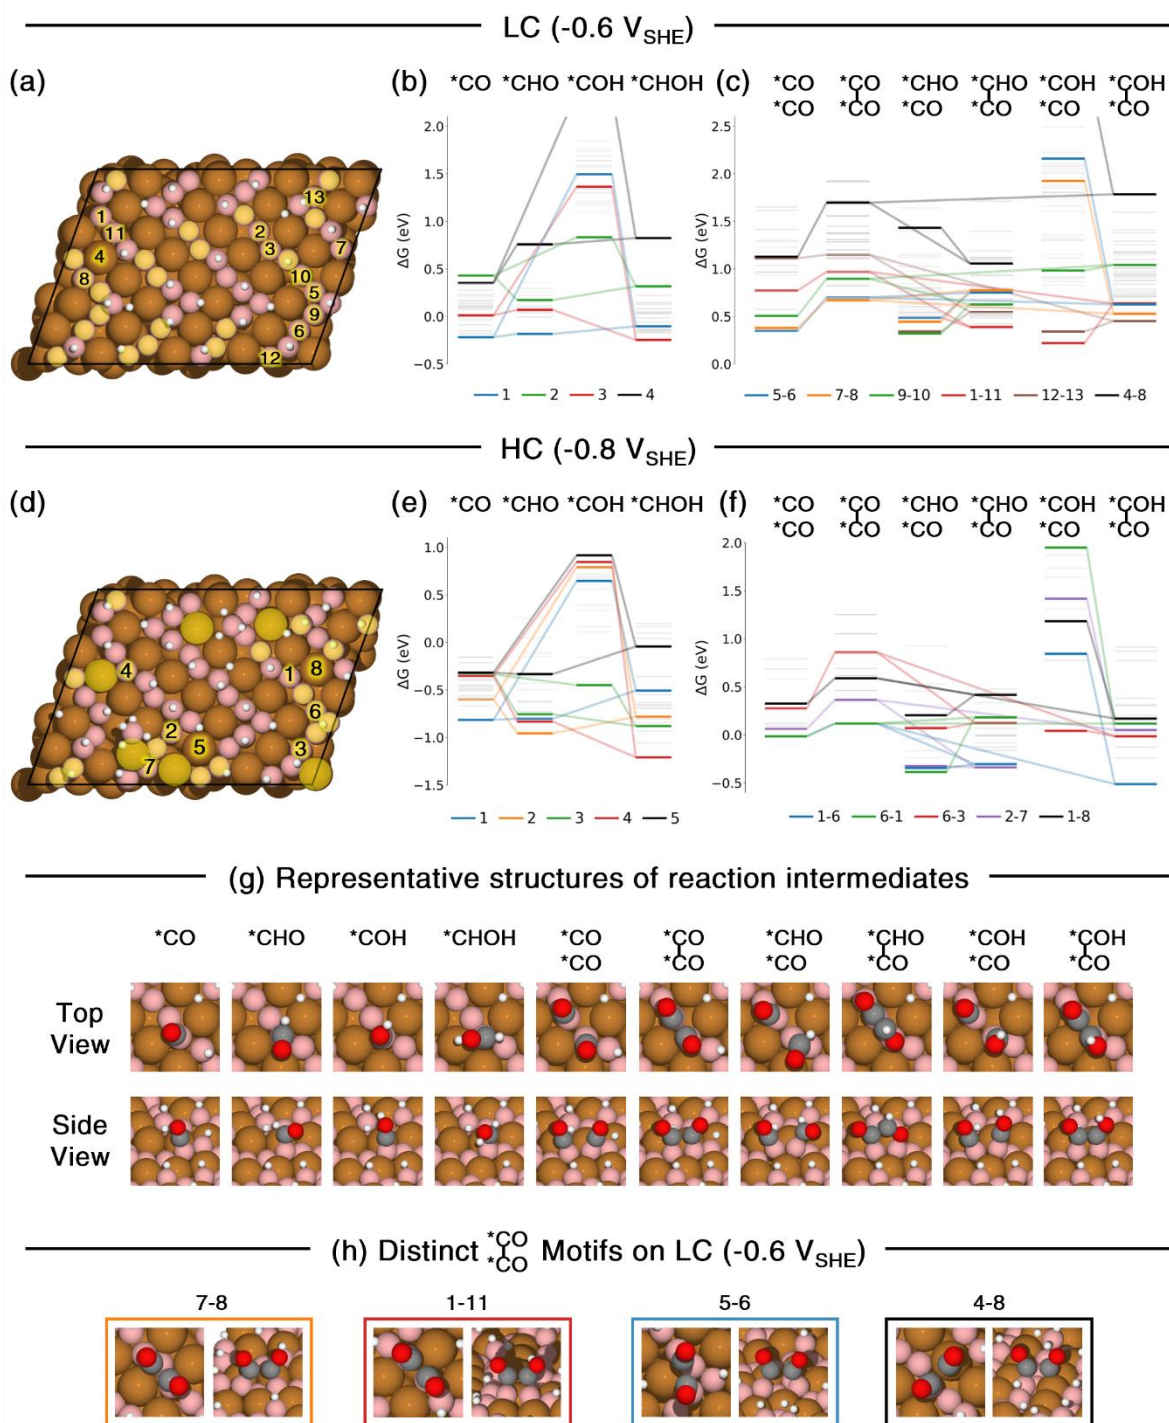 LC (-0.6 V_SHE)
(a)
(b)
*CO *CHO *COH *CHOH
(c)
*CO *CO *CHO *CHO *COH *COH
*CO *CO *CO *CO *CO *CO
13
1
11
2
7
4
3
8
10
5
9
6
12
ΔG (eV)
2.0
1.5
1.0
0.5
0.0
−0.5
1 2 3 4
ΔG (eV)
2.5
2.0
1.5
1.0
0.5
0.0
5-6 7-8 9-10 1-11 12-13 4-8
HC (-0.8 V_SHE)
(d)
(e)
*CO *CHO *COH *CHOH
(f)
*CO *CO *CHO *CHO *COH *COH
*CO *CO *CO *CO *CO *CO
4
1
8
6
2
5
3
7
ΔG (eV)
1.0
0.5
0.0
−0.5
−1.0
−1.5
1 2 3 4 5
ΔG (eV)
2.0
1.5
1.0
0.5
0.0
−0.5
1-6 6-1 6-3 2-7 1-8
(g) Representative structures of reaction intermediates
*CO *CHO *COH *CHOH *CO *CO *CHO *CHO *COH *COH
*CO *CO *CO *CO *CO *CO
Top
View
Side
View
(h) Distinct *CO *CO Motifs on LC (-0.6 V_SHE)
7-8 1-11 5-6 4-8